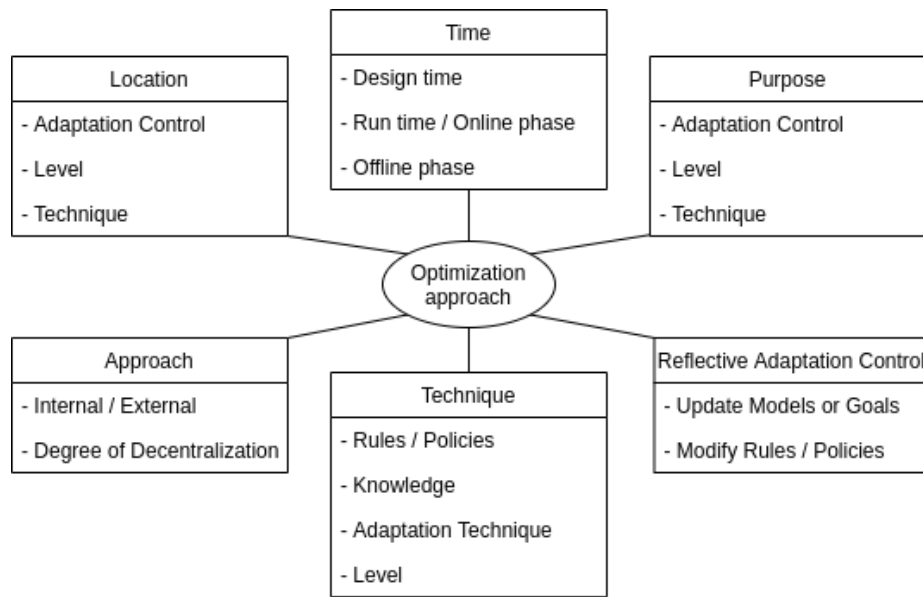 Time
- Design time
- Run time / Online phase
- Offline phase
Location
- Adaptation Control
- Level
- Technique
Purpose
- Adaptation Control
- Level
- Technique
Optimization
approach
Approach
- Internal / External
- Degree of Decentralization
Technique
- Rules / Policies
- Knowledge
- Adaptation Technique
- Level
Reflective Adaptation Control
- Update Models or Goals
- Modify Rules / Policies